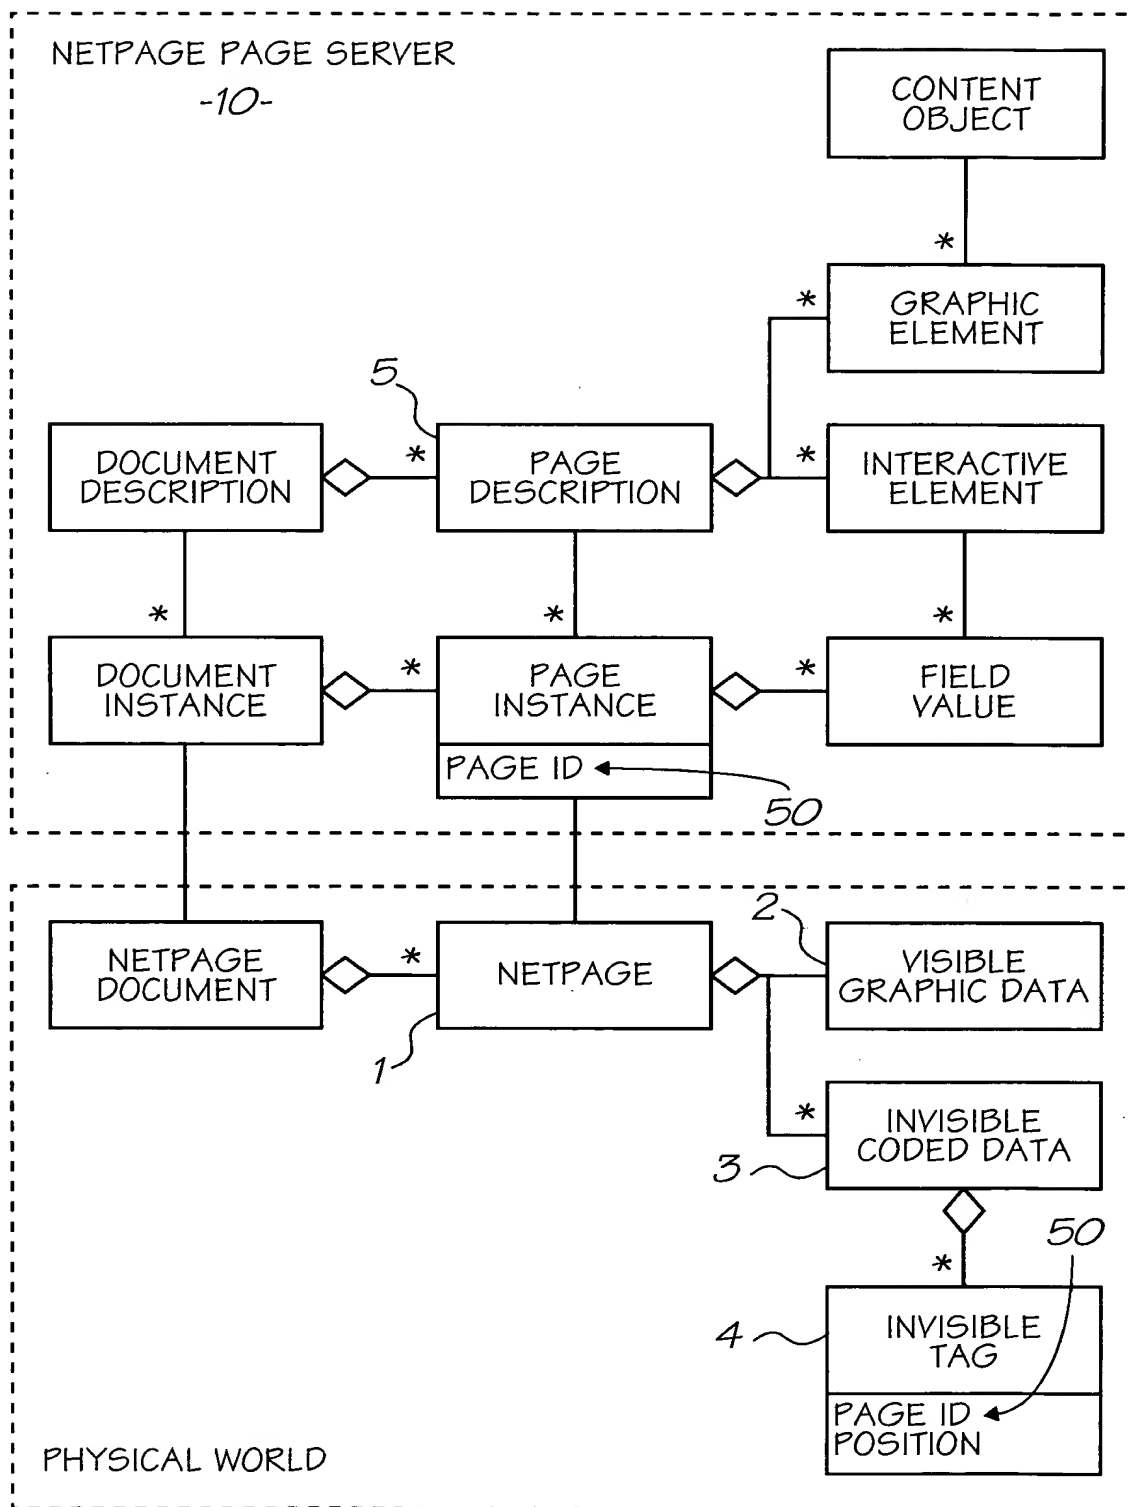 NETPAGE PAGE SERVER
-10-
CONTENT
OBJECT
*
*
GRAPHIC
ELEMENT
5
DOCUMENT
DESCRIPTION
*
PAGE
DESCRIPTION
*
INTERACTIVE
ELEMENT
*
*
*
DOCUMENT
INSTANCE
*
PAGE
INSTANCE
*
FIELD
VALUE
PAGE ID
50
2
NETPAGE
DOCUMENT
*
NETPAGE
VISIBLE
GRAPHIC DATA
1
*
INVISIBLE
CODED DATA
3
50
*
4
INVISIBLE
TAG
PAGE ID
POSITION
PHYSICAL WORLD